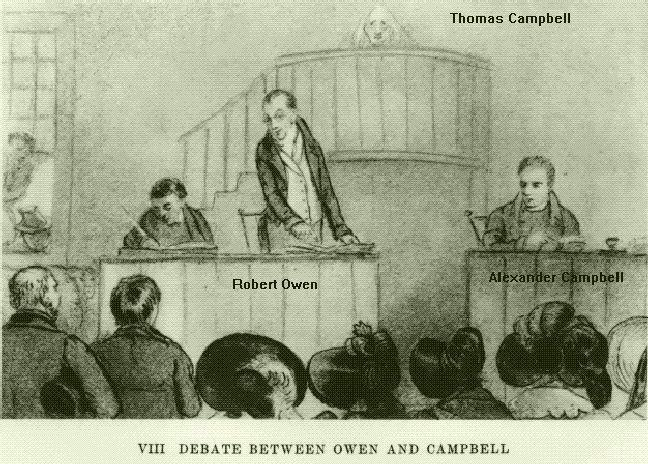 Thomas Campbell
Robert Owen
Alexander Campbell
VIII DEBATE BETWEEN OWEN AND CAMPBELL